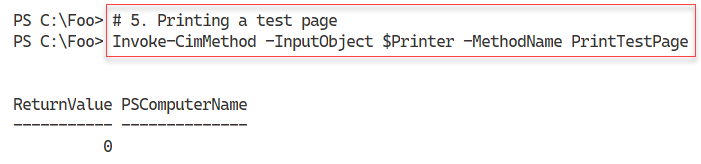 PS C:\Foo> # 5. Printing a test page
PS C:\Foo> Invoke-CimMethod -InputObject $Printer -MethodName PrintTestPage
ReturnValue PSComputerName
----------- --------------
          0